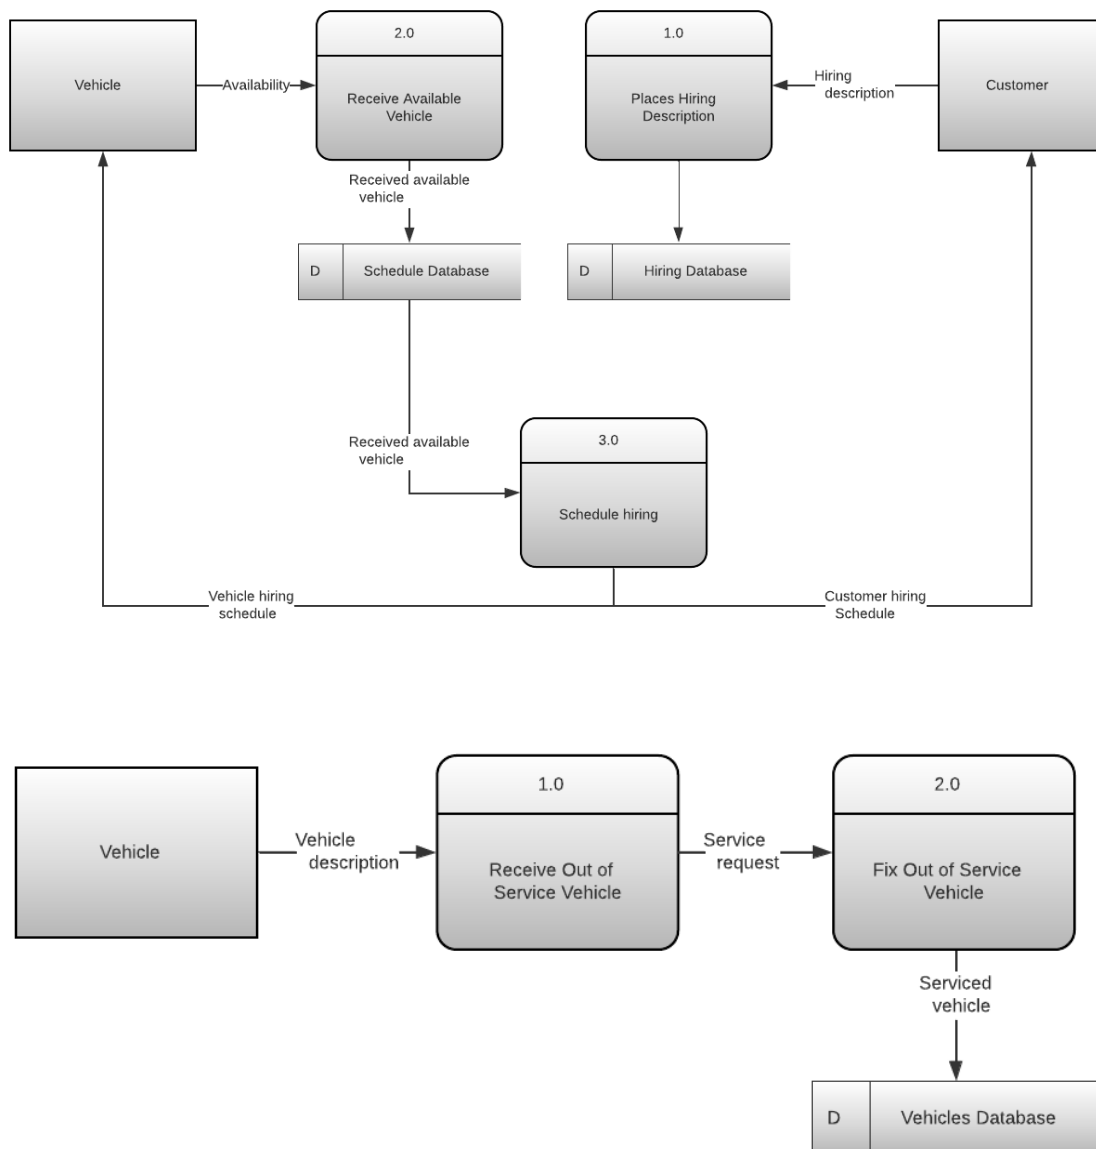 2.0
1.0
Vehicle
Availability
Receive Available
Vehicle
Places Hiring
Description
Hiring
description
Customer
Received available
vehicle
D
Schedule Database
D
Hiring Database
Received available
vehicle
3.0
Schedule hiring
Vehicle hiring
schedule
Customer hiring
Schedule
1.0
2.0
Vehicle
Vehicle
description
Receive Out of
Service Vehicle
Service
request
Fix Out of Service
Vehicle
Serviced
vehicle
D
Vehicles Database